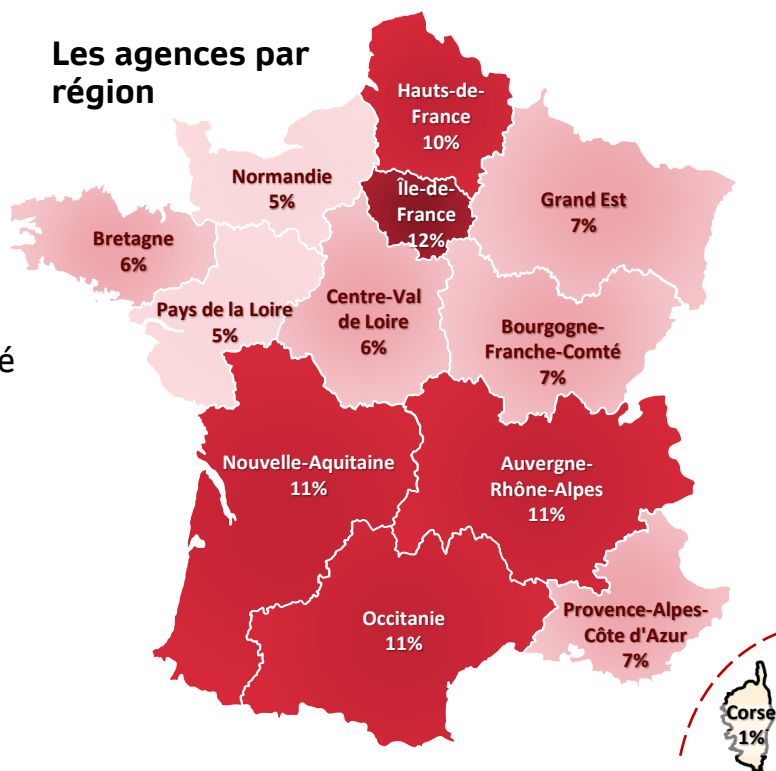 Les agences par
région
Hauts-de-
France
10%
Normandie
5%
Île-de-
France
12%
Grand Est
7%
Bretagne
6%
Pays de la Loire
5%
Centre-Val
de Loire
6%
Bourgogne-
Franche-Comté
7%
é
Nouvelle-Aquitaine
11%
Auvergne-
Rhône-Alpes
11%
Occitanie
11%
Provence-Alpes-
Côte d'Azur
7%
Corse
1%